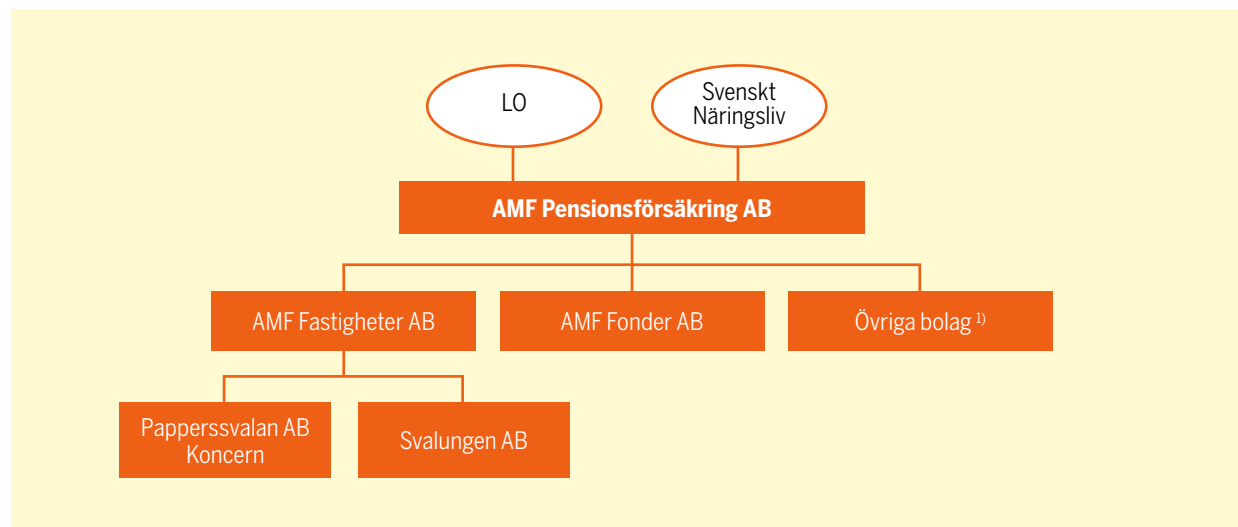 LO
Svenskt
Näringsliv
AMF Pensionsförsäkring AB
AMF Fastigheter AB
AMF Fonder AB
Övriga bolag 1)
Papperssvalan AB
Koncern
Svalungen AB